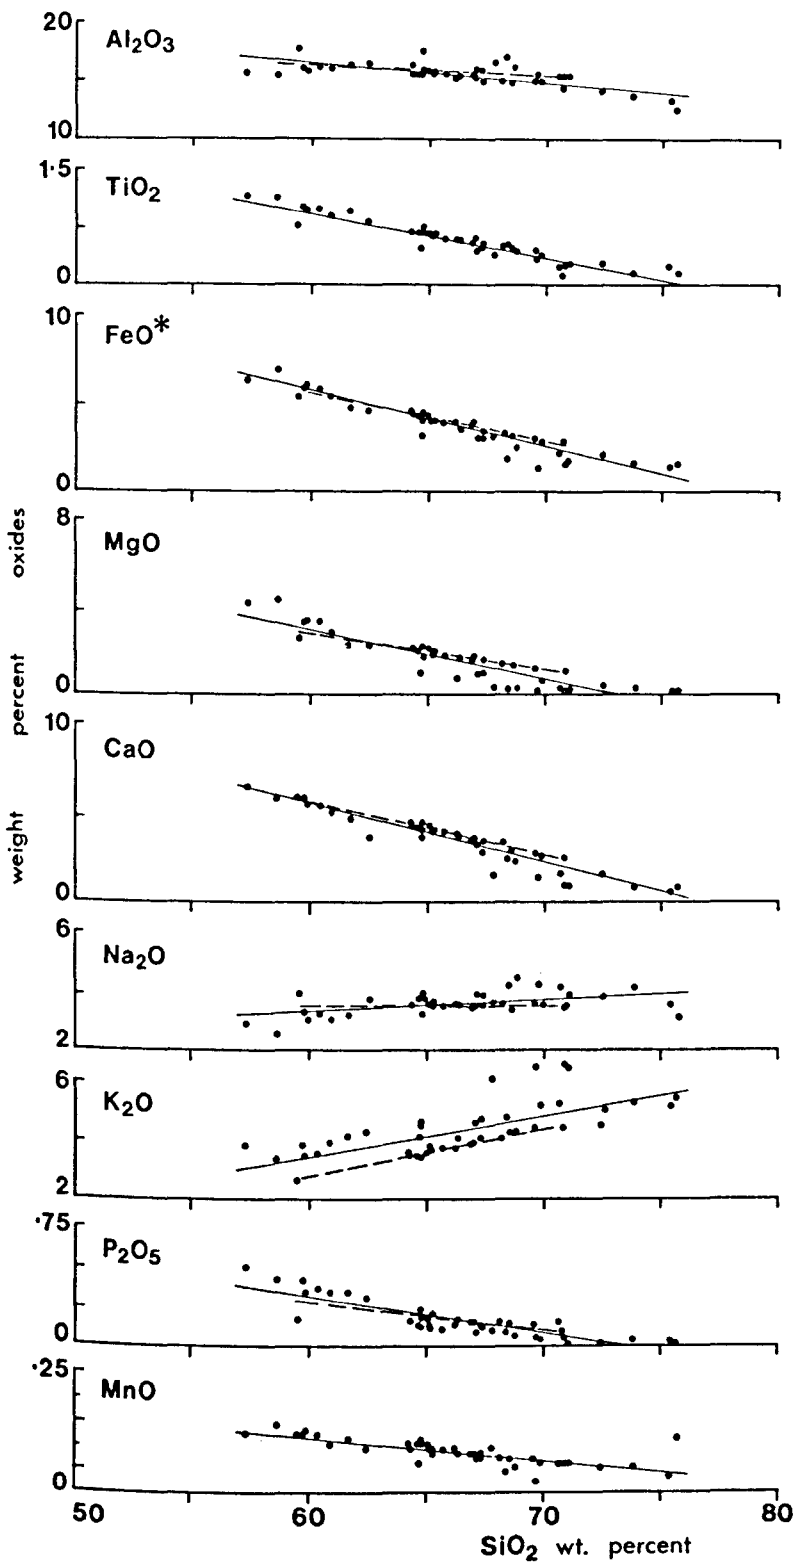 20
Al₂O₃
10
1·5
TiO₂
0
10
FeO*
0
8
MgO
0
10
CaO
0
6
Na₂O
2
6
K₂O
2
·75
P₂O₅
0
·25
MnO
0
weight percent oxides
50 60 70 80
SiO₂ wt. percent